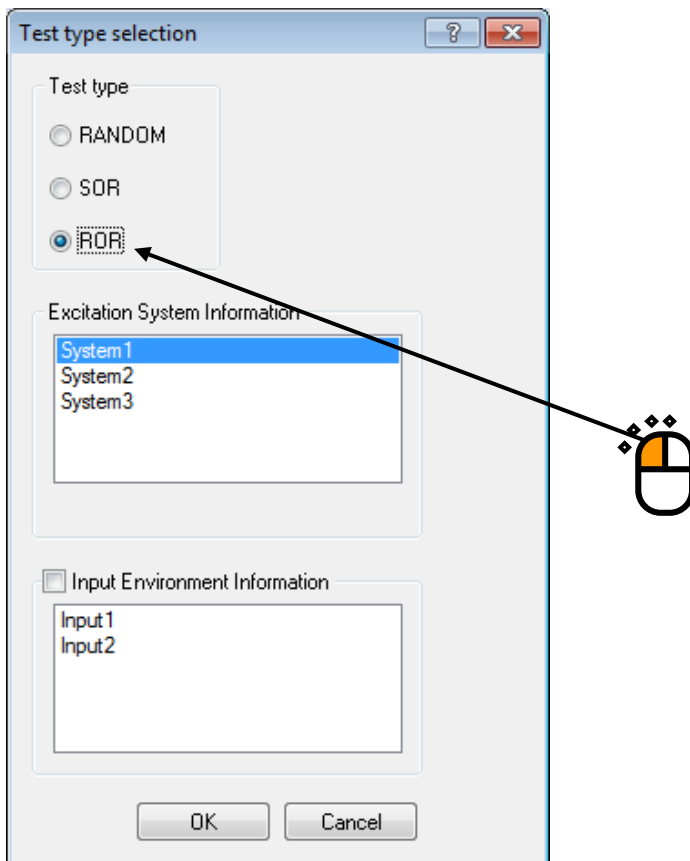 Test type selection
?
Test type
RANDOM
SOR
ROR
Excitation System Information
System1
System2
System3
Input Environment Information
Input1
Input2
OK
Cancel